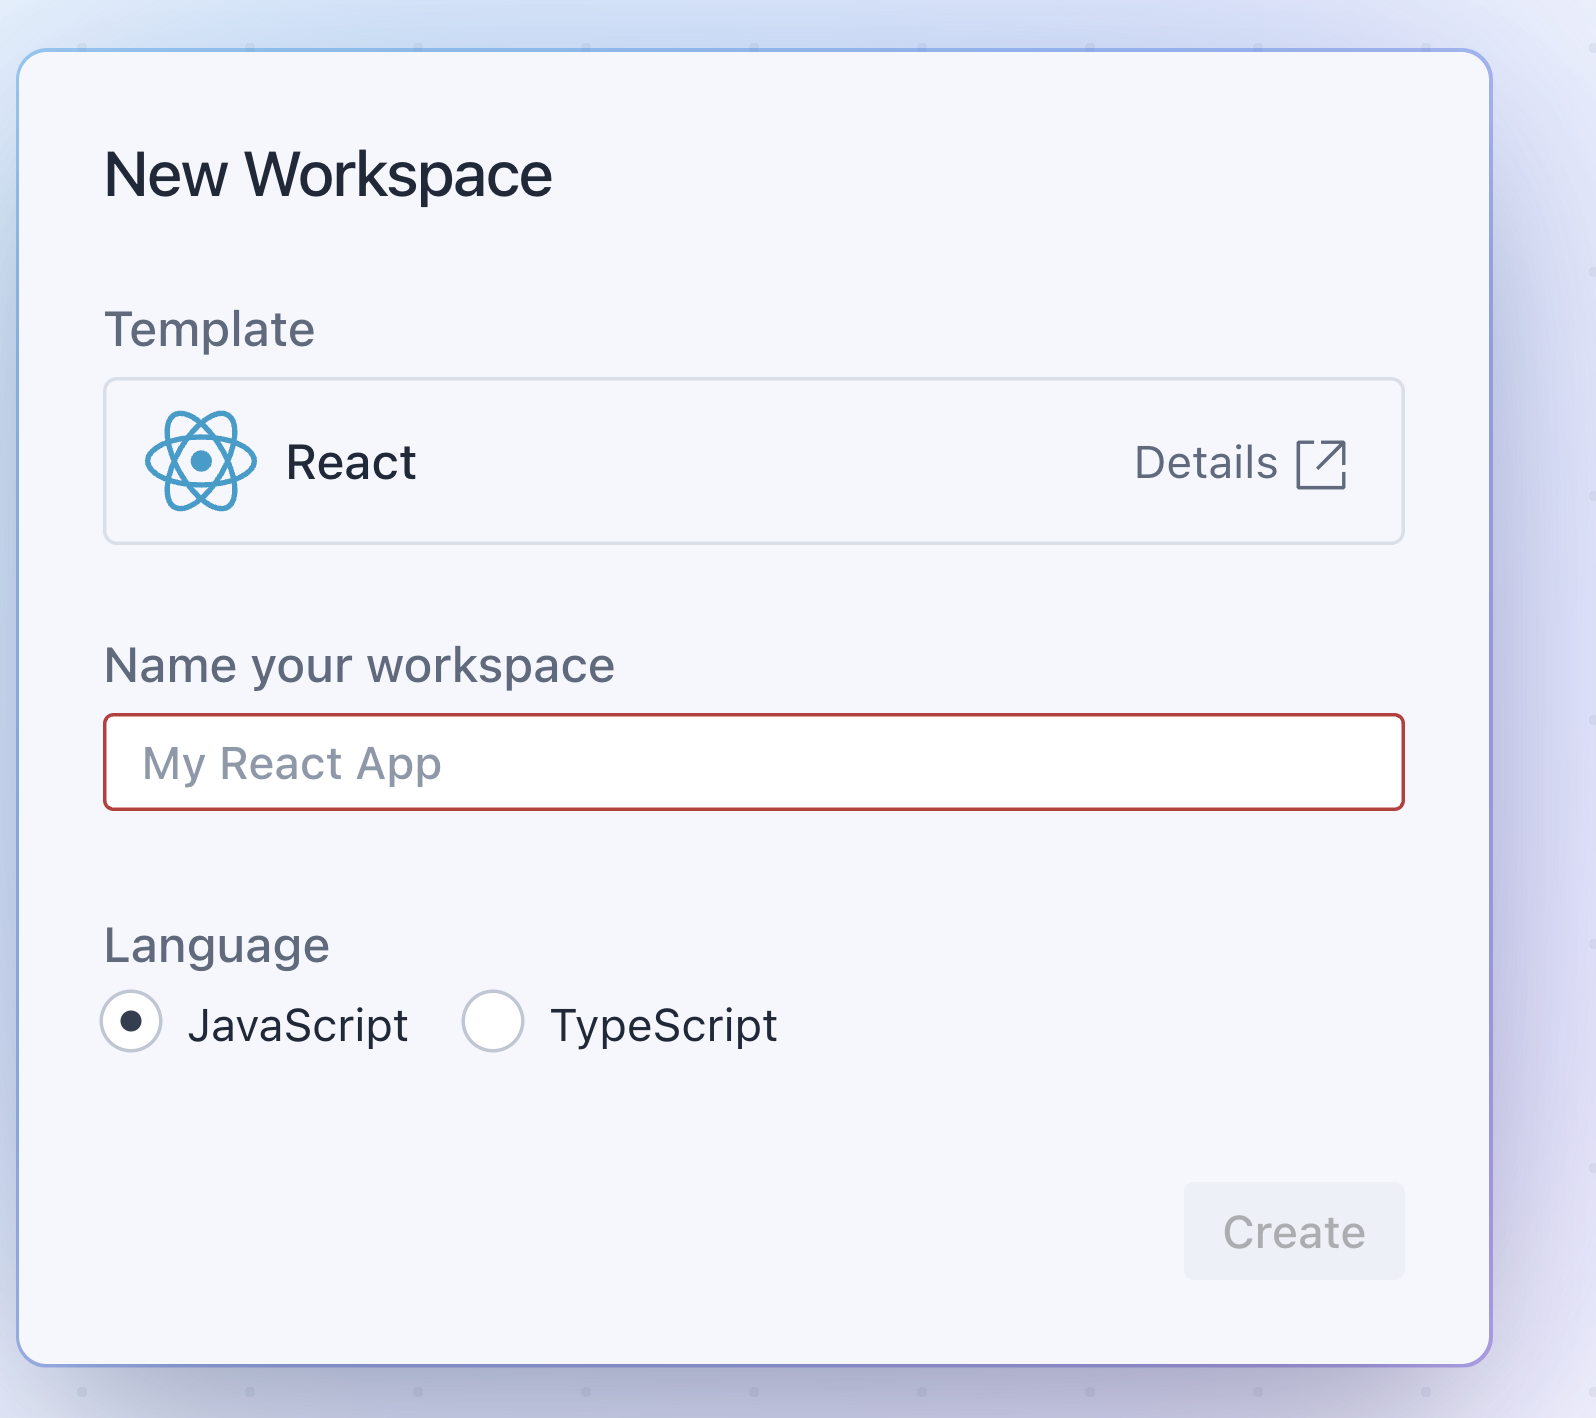 New Workspace
Template
React Details
Name your workspace
My React App
Language
JavaScript TypeScript
Create